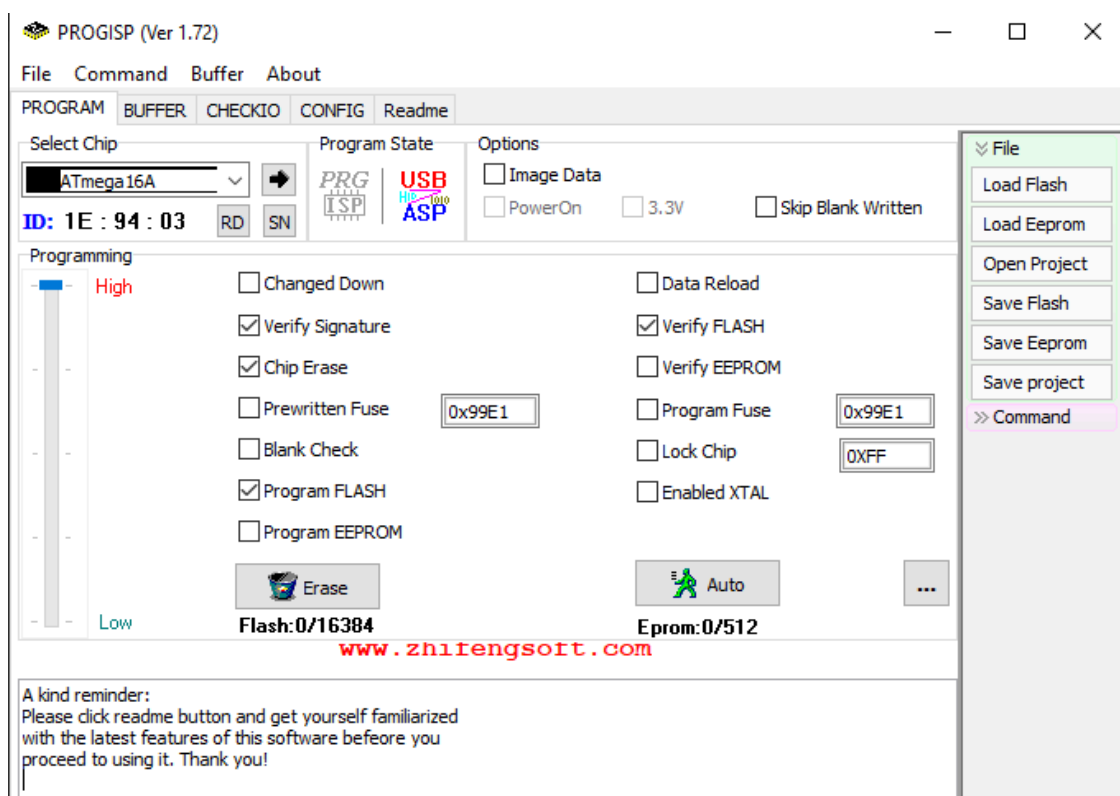 PROGISP (Ver 1.72)
File Command Buffer About
PROGRAM BUFFER CHECKIO CONFIG Readme
Select Chip
Program State
Options
ATmega16A
PRG
ISP
USB
ASP
Image Data
PowerOn
3.3V
Skip Blank Written
ID: 1E : 94 : 03
RD
SN
Programming
High
Low
Changed Down
Verify Signature
Chip Erase
Prewritten Fuse 0x99E1
Blank Check
Program FLASH
Program EEPROM
Erase
Flash:0/16384
Data Reload
Verify FLASH
Verify EEPROM
Program Fuse 0x99E1
Lock Chip 0XFF
Enabled XTAL
Auto
...
Eprom:0/512
www.zhifengsoft.com
A kind reminder:
Please click readme button and get yourself familiarized
with the latest features of this software befeore you
proceed to using it. Thank you!
File
Load Flash
Load Eeprom
Open Project
Save Flash
Save Eeprom
Save project
Command